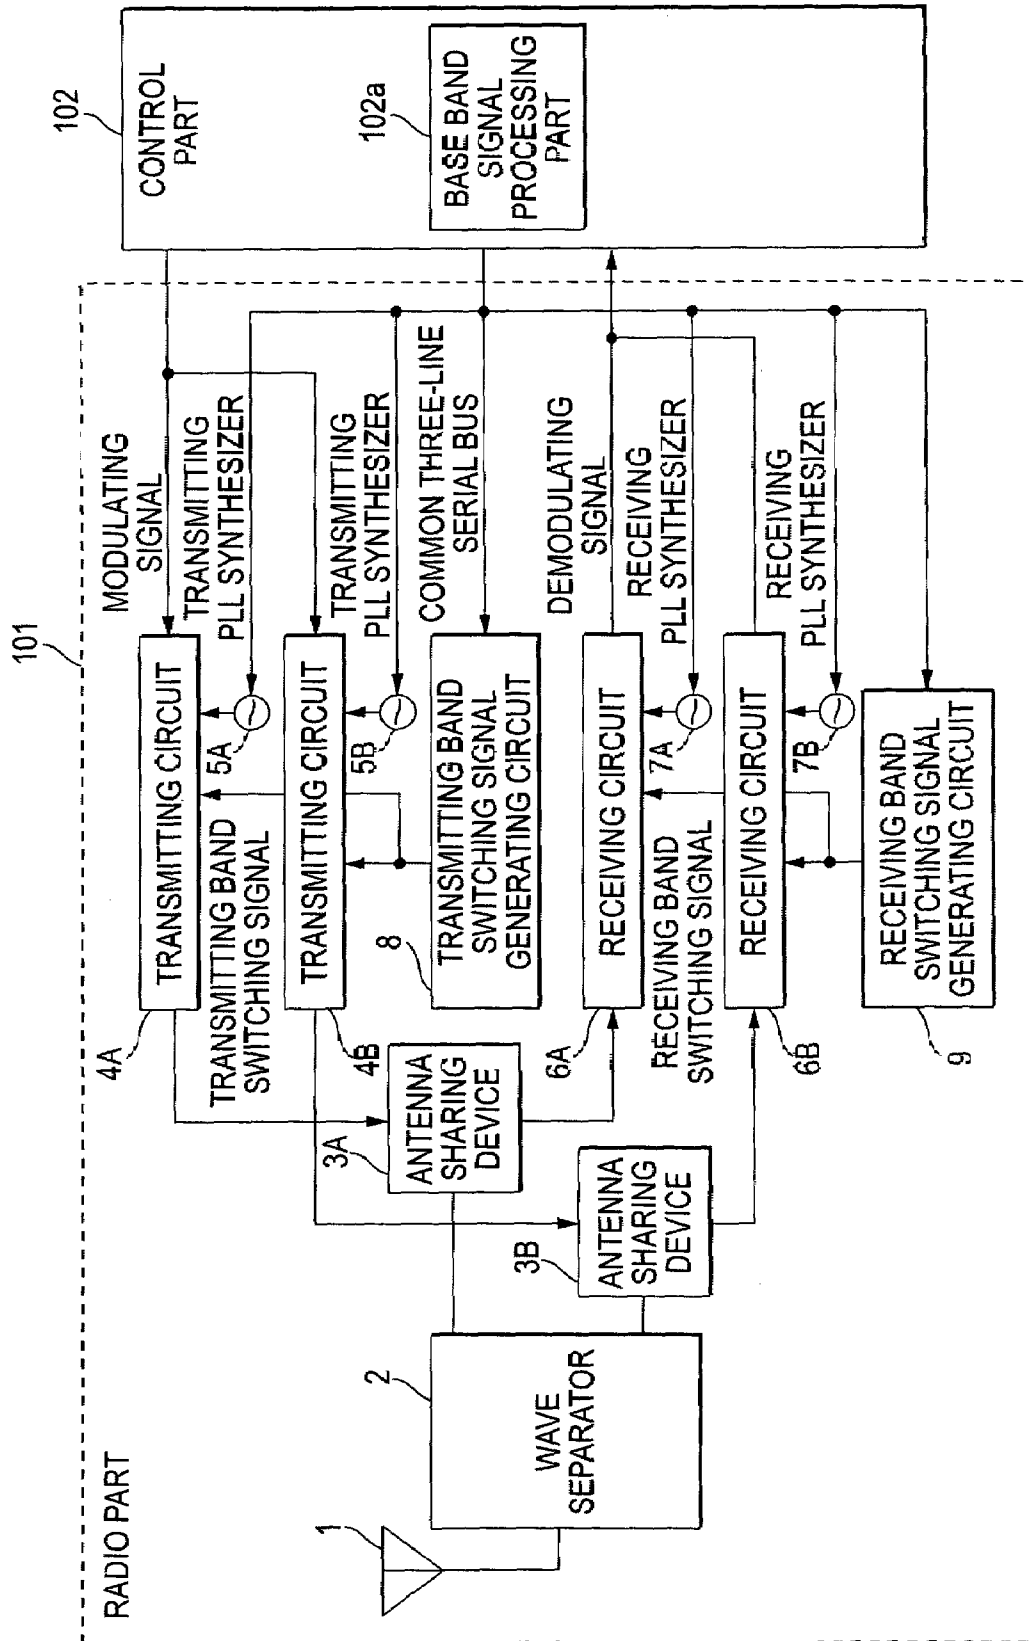 RADIO PART
101
102
CONTROL
PART
102a
BASE BAND
SIGNAL
PROCESSING
PART
MODULATING
SIGNAL
4A
TRANSMITTING CIRCUIT
TRANSMITTING
PLL SYNTHESIZER
5A
TRANSMITTING BAND
SWITCHING SIGNAL
4B
TRANSMITTING CIRCUIT
TRANSMITTING
PLL SYNTHESIZER
5B
COMMON THREE-LINE
SERIAL BUS
8
TRANSMITTING BAND
SWITCHING SIGNAL
GENERATING CIRCUIT
1
2
WAVE
SEPARATOR
3A
ANTENNA
SHARING
DEVICE
3B
ANTENNA
SHARING
DEVICE
DEMODULATING
SIGNAL
6A
RECEIVING CIRCUIT
RECEIVING
PLL SYNTHESIZER
7A
RECEIVING BAND
SWITCHING SIGNAL
6B
RECEIVING CIRCUIT
RECEIVING
PLL SYNTHESIZER
7B
9
RECEIVING BAND
SWITCHING SIGNAL
GENERATING CIRCUIT